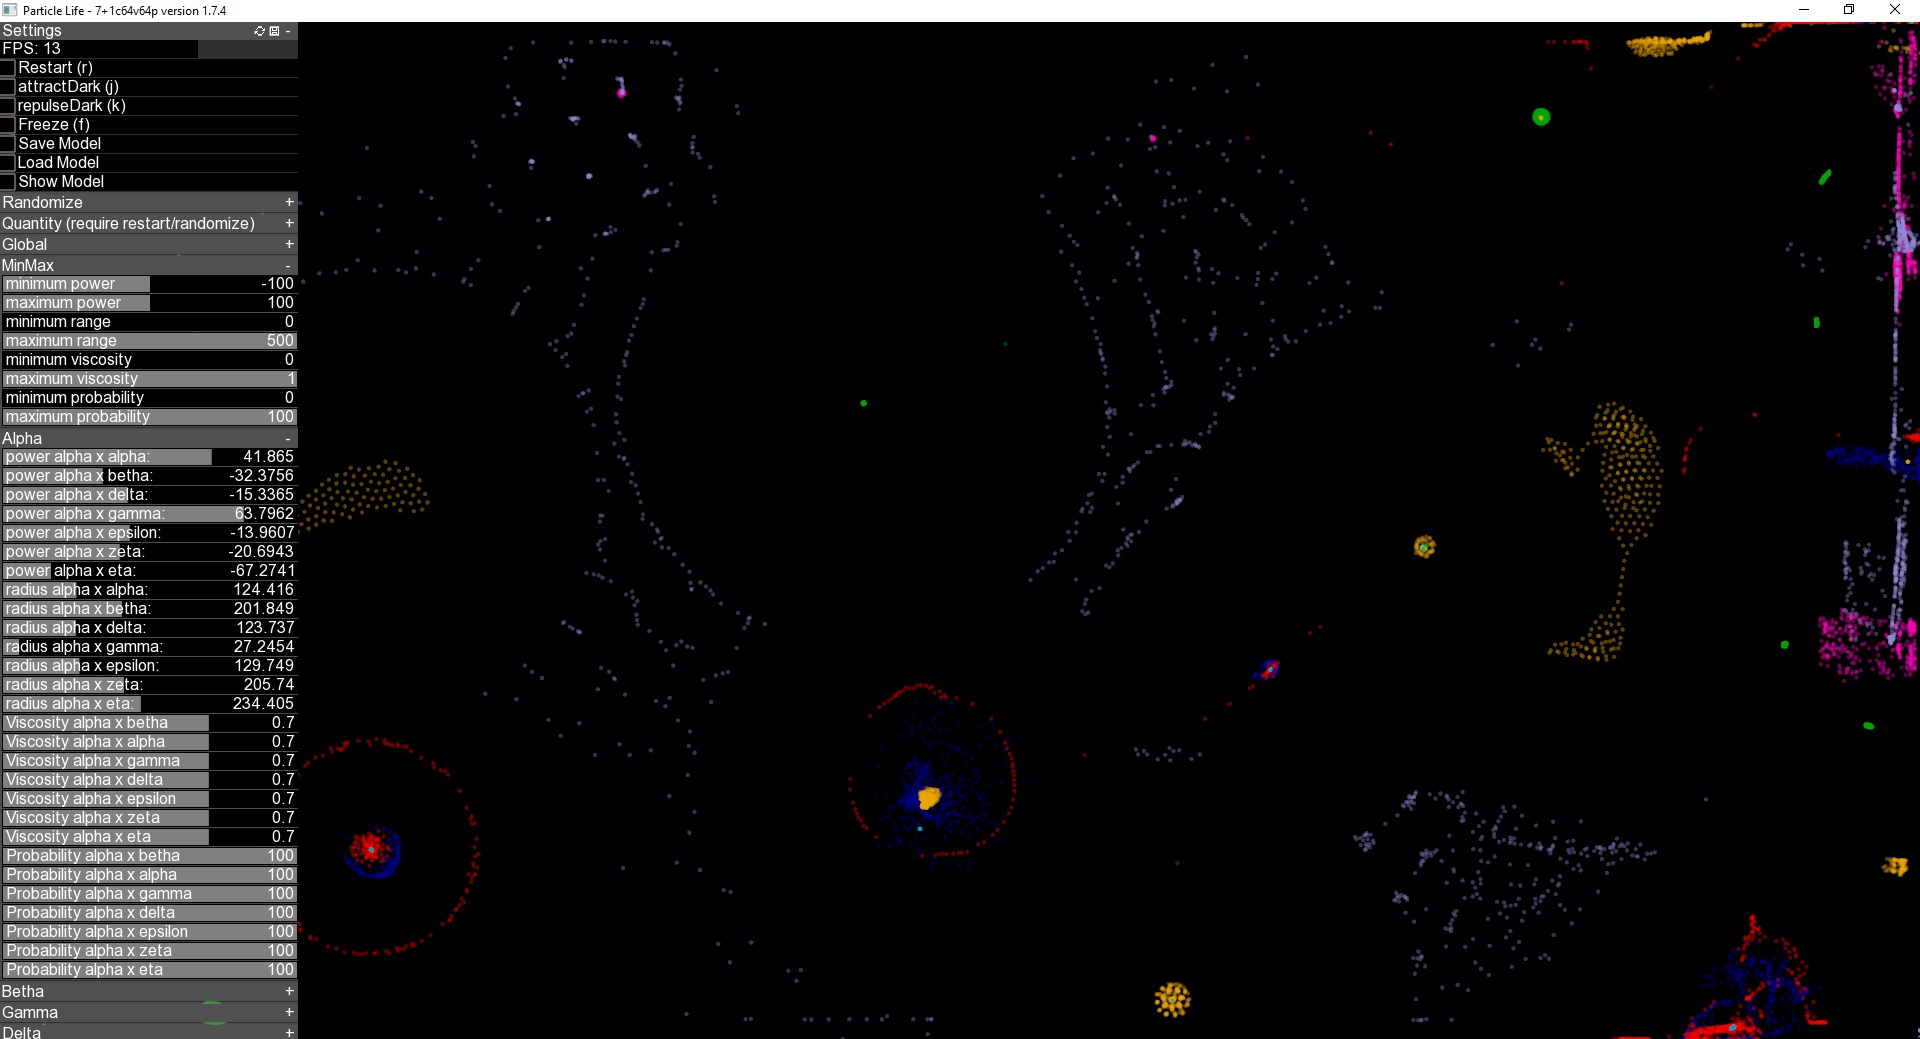 Particle Life - 7+1c64v64p version 1.7.4
Settings -
FPS: 13
Restart (r)
attractDark (j)
repulseDark (k)
Freeze (f)
Save Model
Load Model
Show Model
Randomize +
Quantity (require restart/randomize) +
Global +
MinMax -
minimum power -100
maximum power 100
minimum range 0
maximum range 500
minimum viscosity 0
maximum viscosity 1
minimum probability 0
maximum probability 100
Alpha -
power alpha x alpha: 41.865
power alpha x betha: -32.3756
power alpha x delta: -15.3365
power alpha x gamma: 63.7962
power alpha x epsilon: -13.9607
power alpha x zeta: -20.6943
power alpha x eta: -67.2741
radius alpha x alpha: 124.416
radius alpha x betha: 201.849
radius alpha x delta: 123.737
radius alpha x gamma: 27.2454
radius alpha x epsilon: 129.749
radius alpha x zeta: 205.74
radius alpha x eta: 234.405
Viscosity alpha x betha 0.7
Viscosity alpha x alpha 0.7
Viscosity alpha x gamma 0.7
Viscosity alpha x delta 0.7
Viscosity alpha x epsilon 0.7
Viscosity alpha x zeta 0.7
Viscosity alpha x eta 0.7
Probability alpha x betha 100
Probability alpha x alpha 100
Probability alpha x gamma 100
Probability alpha x delta 100
Probability alpha x epsilon 100
Probability alpha x zeta 100
Probability alpha x eta 100
Betha +
Gamma +
Delta +